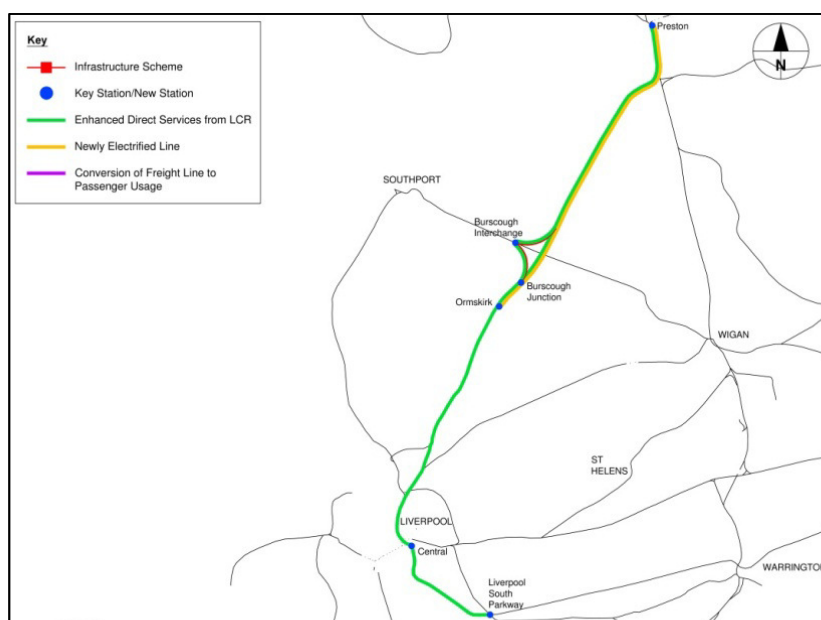 Key
Infrastructure Scheme
Key Station/New Station
Enhanced Direct Services from LCR
Newly Electrified Line
Conversion of Freight Line to
Passenger Usage
Preston
N
SOUTHPORT
Burscough
Interchange
Burscough
Junction
Ormskirk
WIGAN
ST
HELENS
LIVERPOOL
Central
WARRINGTON
Liverpool
South
Parkway